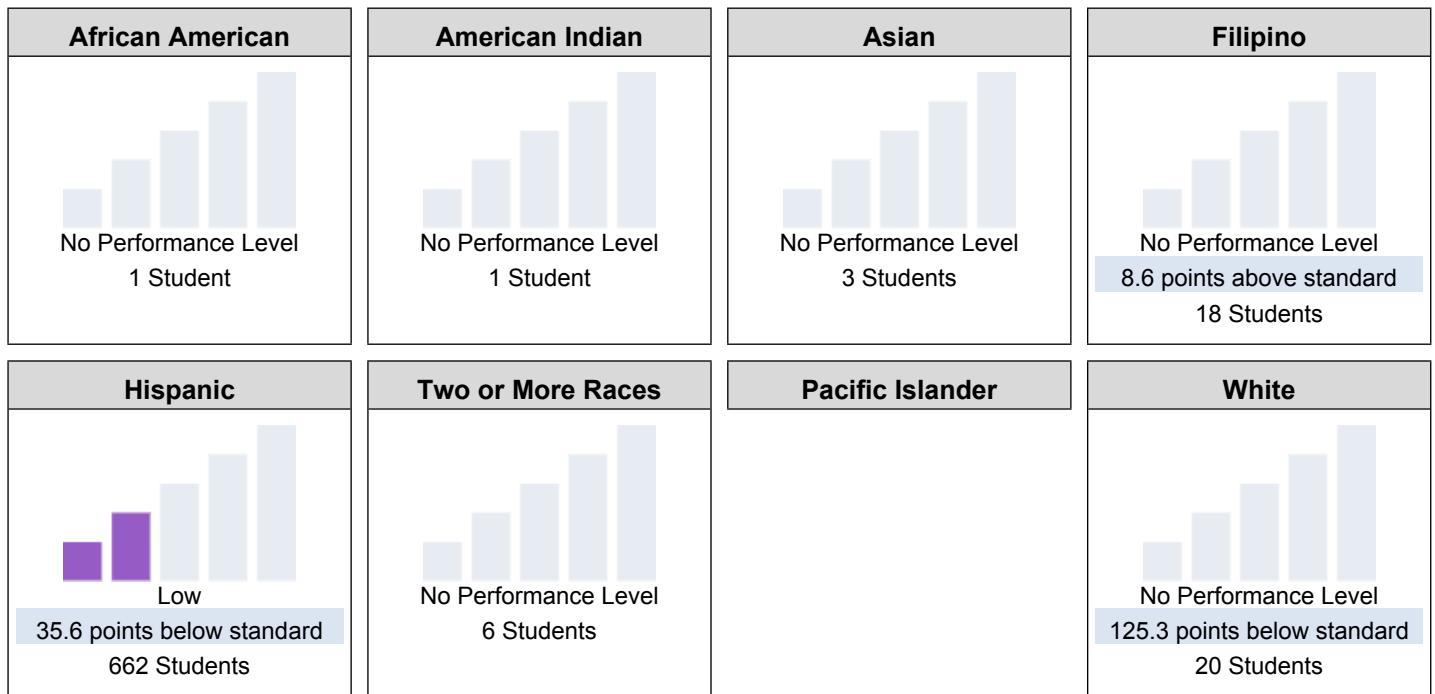 African American
No Performance Level
1 Student
American Indian
No Performance Level
1 Student
Asian
No Performance Level
3 Students
Filipino
No Performance Level
8.6 points above standard
18 Students
Hispanic
Low
35.6 points below standard
662 Students
Two or More Races
No Performance Level
6 Students
Pacific Islander
White
No Performance Level
125.3 points below standard
20 Students